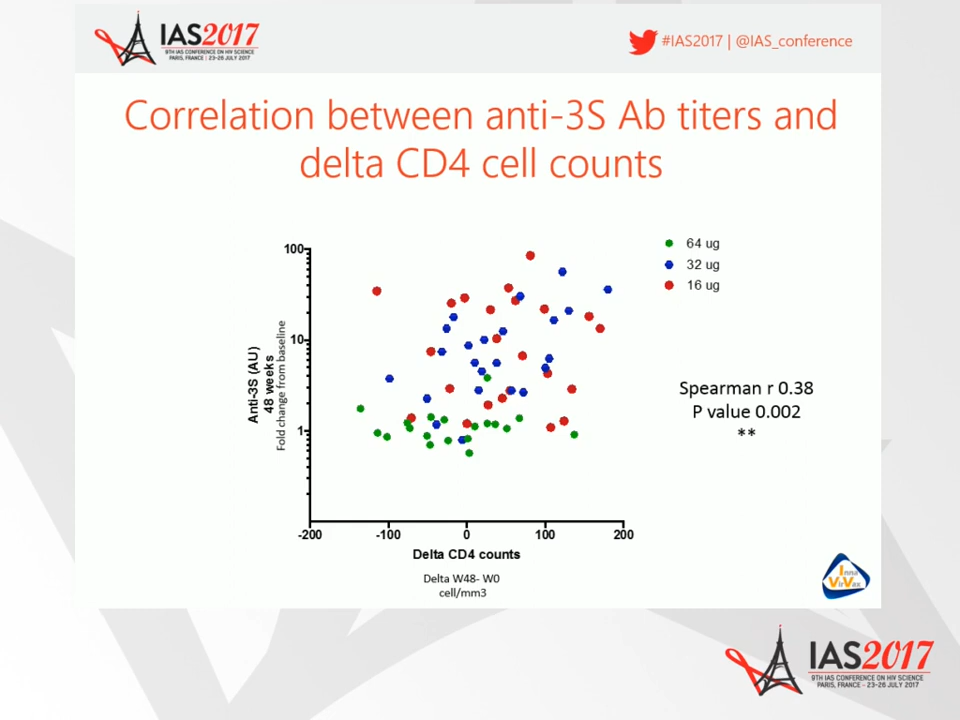 IAS2017
9TH IAS CONFERENCE ON HIV SCIENCE
PARIS, FRANCE | 23-26 JULY 2017
#IAS2017 | @IAS_conference
Correlation between anti-3S Ab titers and
delta CD4 cell counts
64 ug
32 ug
16 ug
100
10
1
Anti-3S (AU)
48 weeks
Fold change from baseline
-200
-100
0
100
200
Delta CD4 counts
Delta W48- W0
cell/mm3
Spearman r 0.38
P value 0.002
**
Inna
VirVax
IAS2017
9TH IAS CONFERENCE ON HIV SCIENCE
PARIS, FRANCE - 23-26 JULY 2017